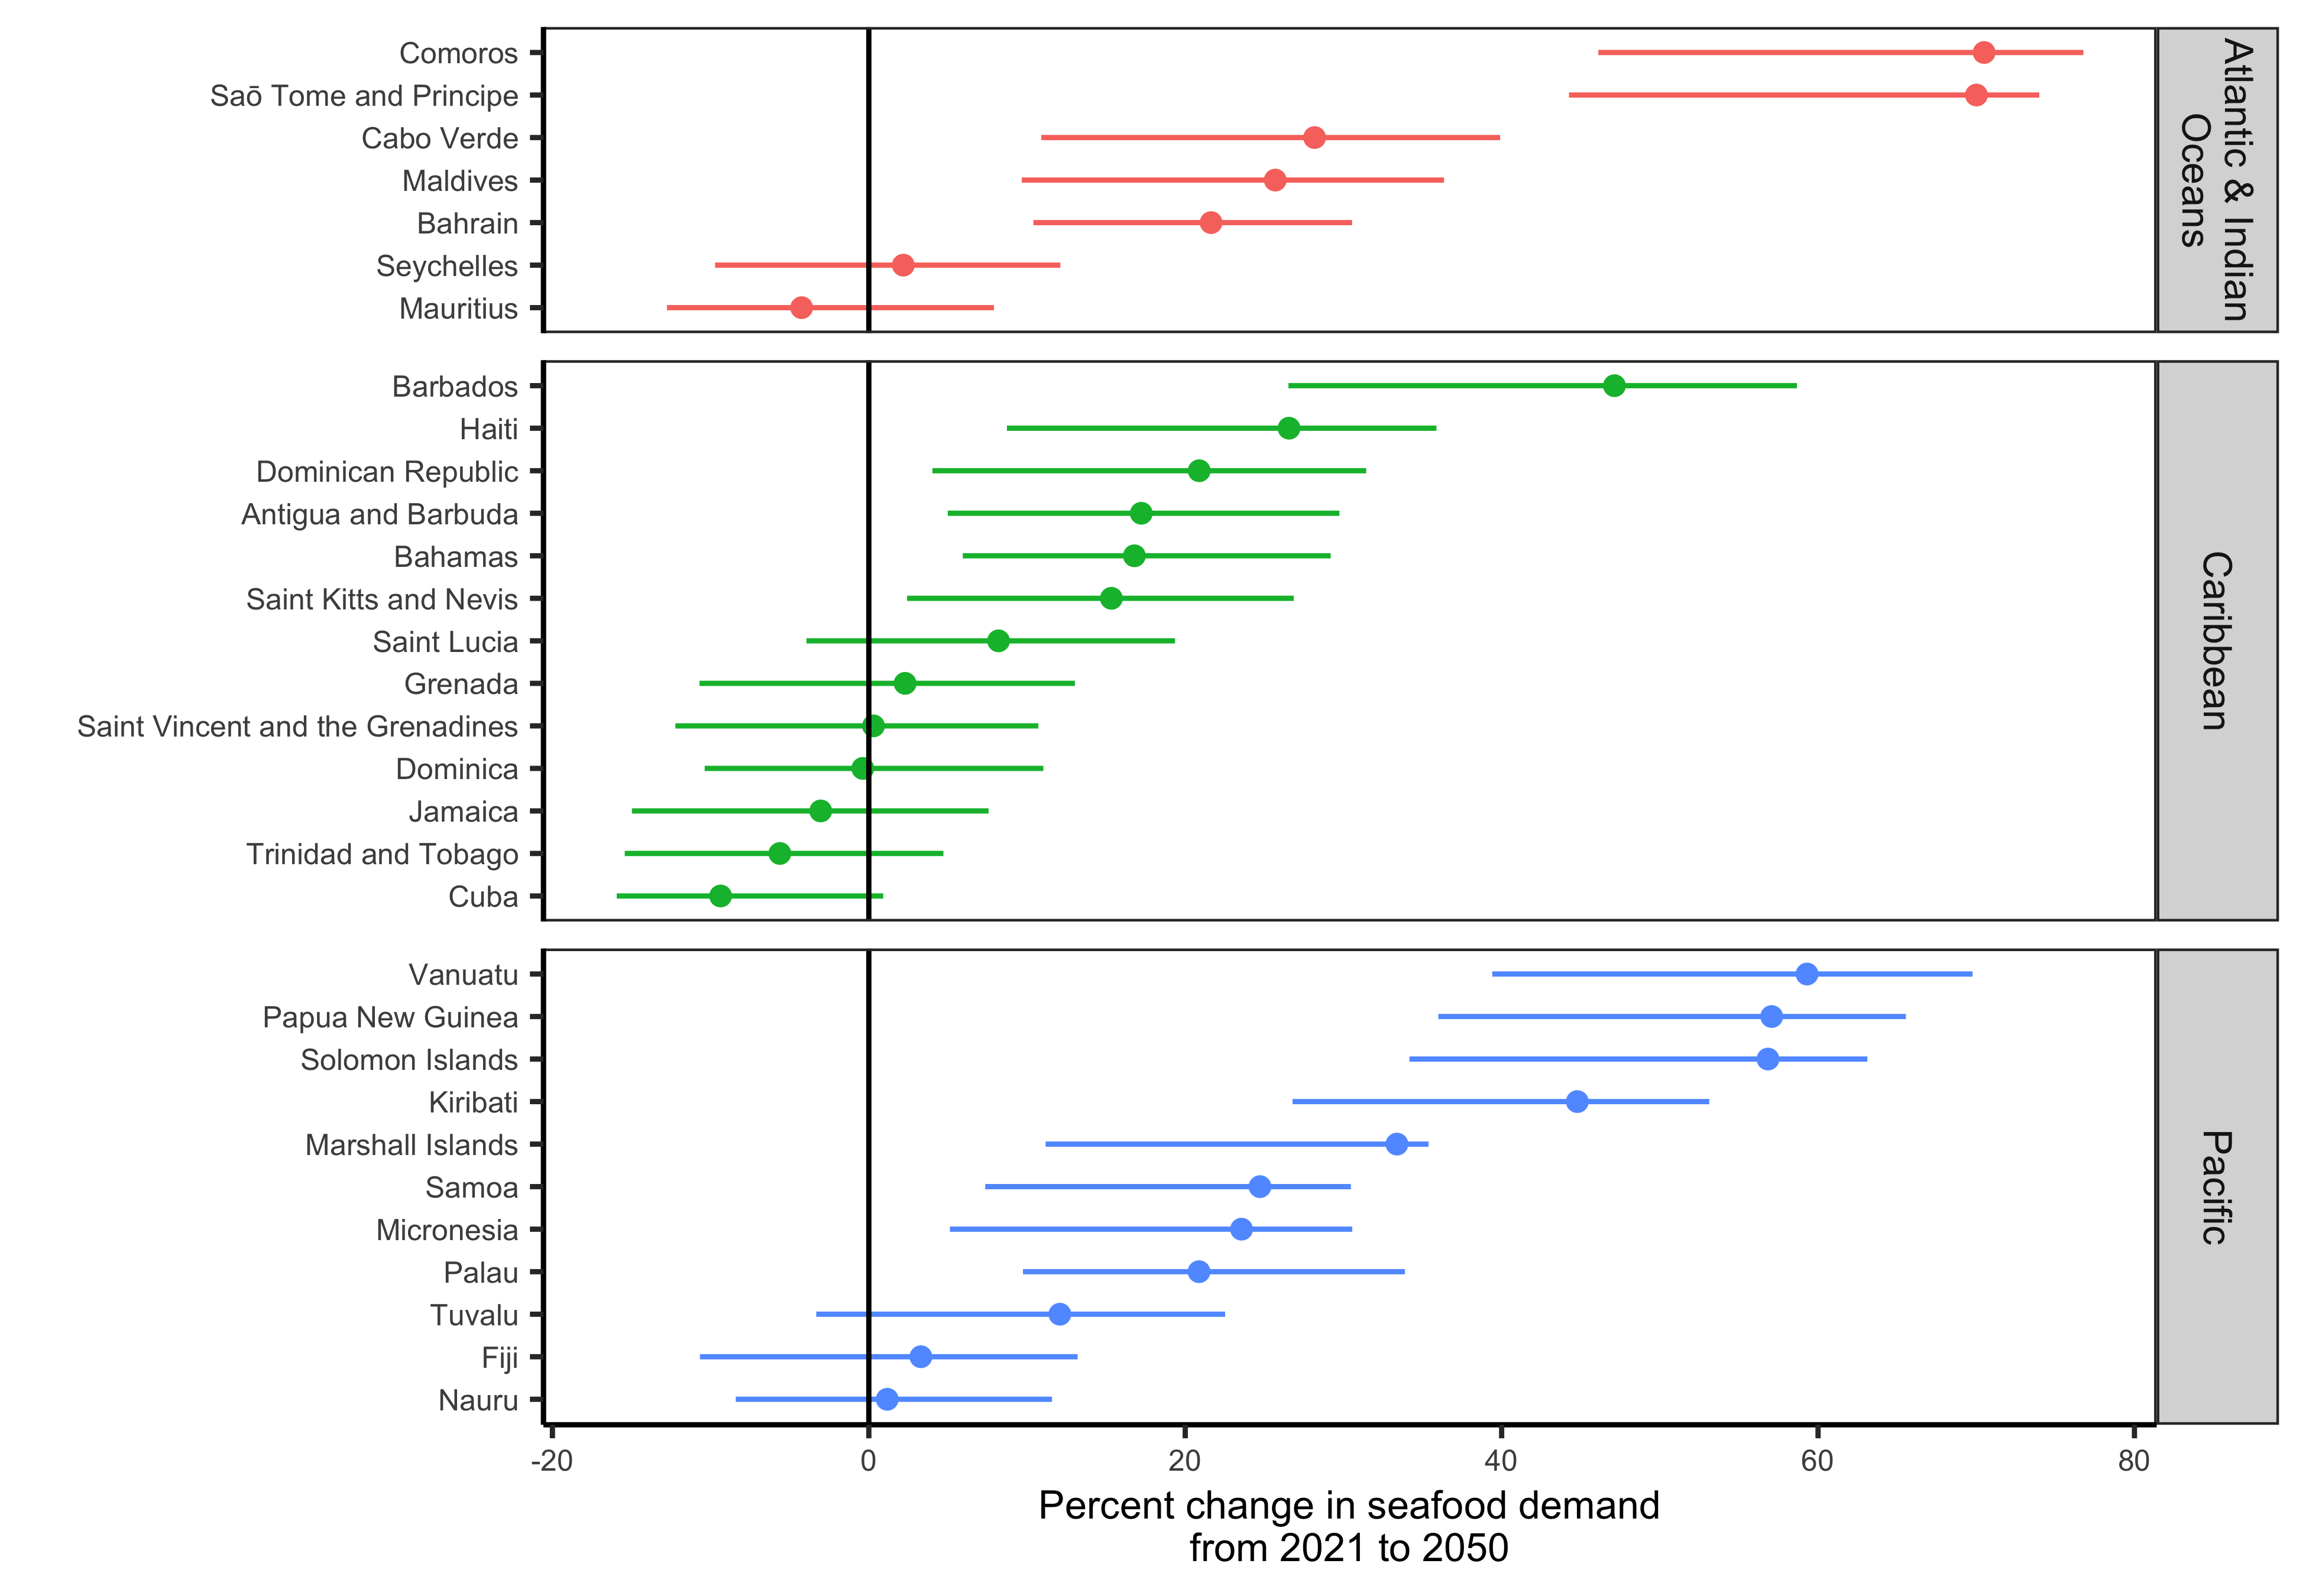 Comoros
Saō Tome and Principe
Cabo Verde
Maldives
Bahrain
Seychelles
Mauritius
Atlantic & Indian
Oceans
Barbados
Haiti
Dominican Republic
Antigua and Barbuda
Bahamas
Saint Kitts and Nevis
Saint Lucia
Grenada
Saint Vincent and the Grenadines
Dominica
Jamaica
Trinidad and Tobago
Cuba
Caribbean
Vanuatu
Papua New Guinea
Solomon Islands
Kiribati
Marshall Islands
Samoa
Micronesia
Palau
Tuvalu
Fiji
Nauru
Pacific
-20 0 20 40 60 80
Percent change in seafood demand
from 2021 to 2050